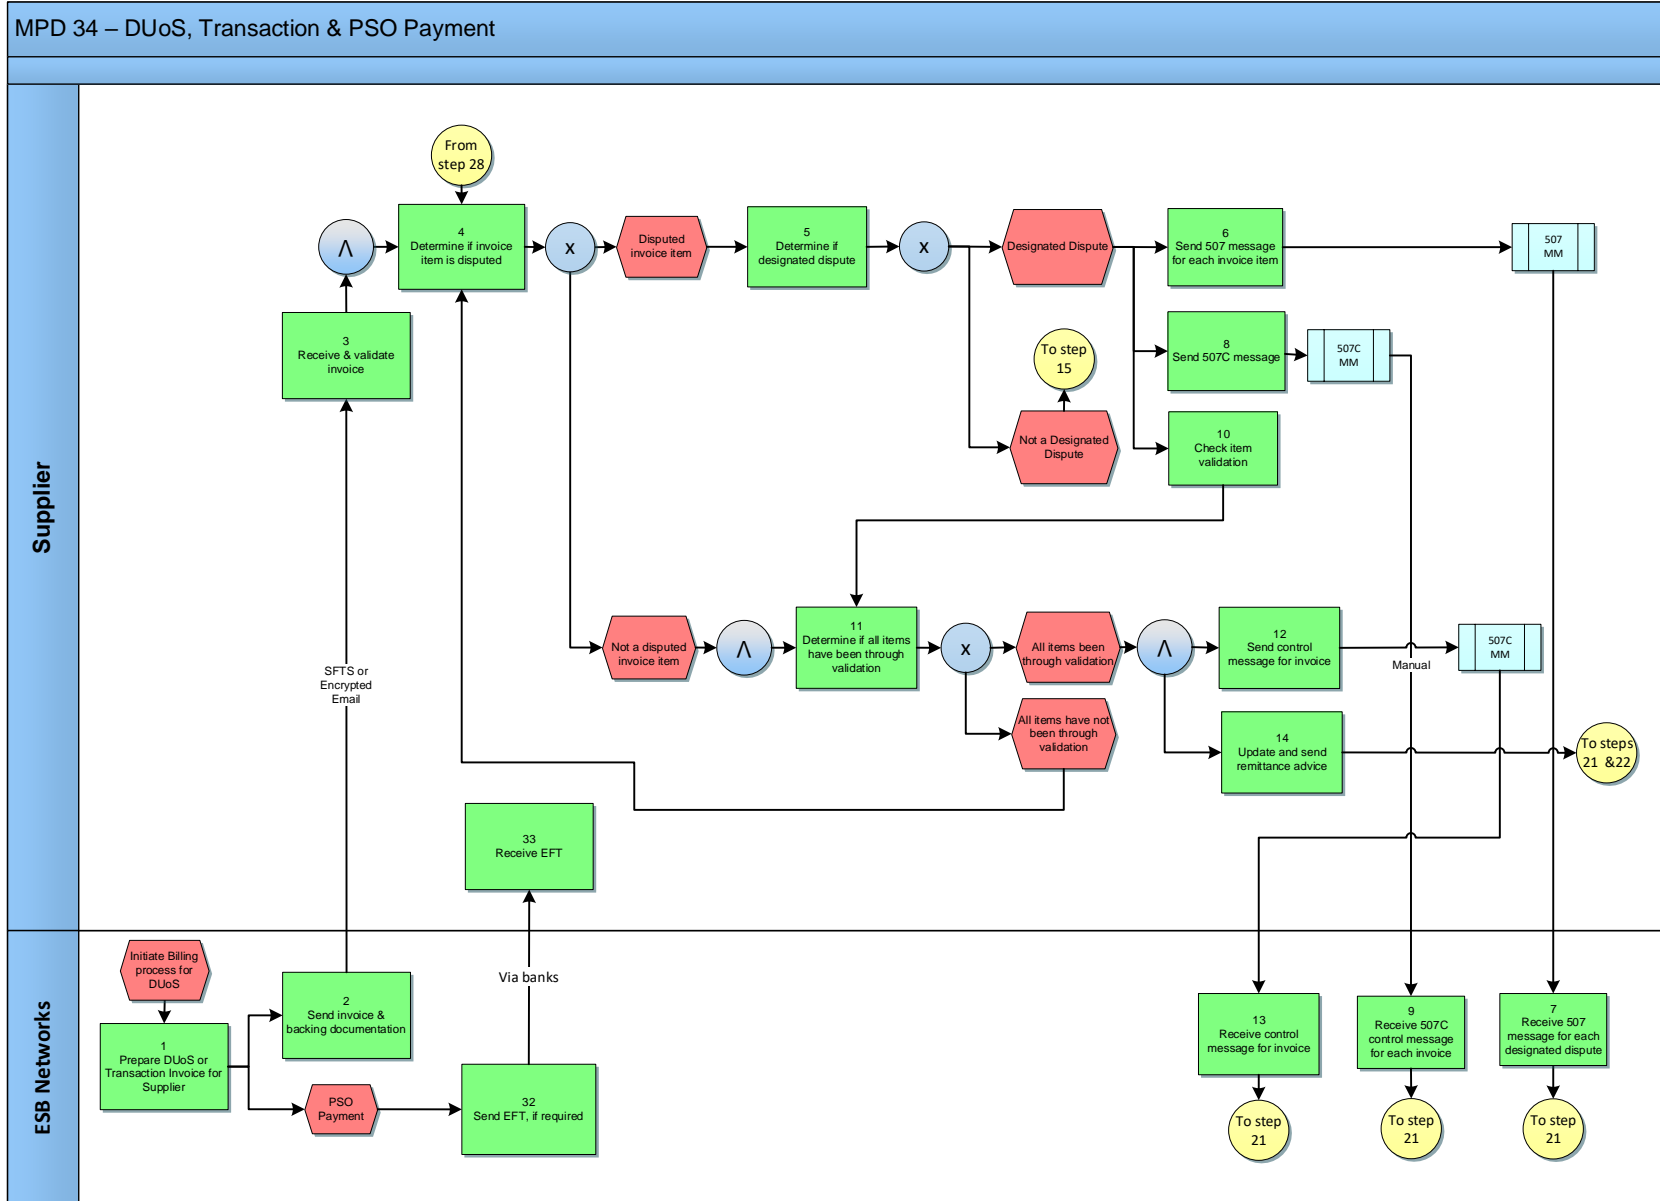 MPD 34 – DUoS, Transaction & PSO Payment
Supplier
From
step 28
Λ
4
Determine if invoice
item is disputed
x
Disputed
invoice item
5
Determine if
designated dispute
x
Designated Dispute
6
Send 507 message
for each invoice item
507
MM
3
Receive & validate
invoice
To step
15
8
Send 507C message
507C
MM
Not a Designated
Dispute
10
Check item
validation
Not a disputed
invoice item
Λ
11
Determine if all items
have been through
validation
x
All items been
through validation
Λ
12
Send control
message for invoice
Manual
507C
MM
SFTS or
Encrypted
Email
All items have not
been through
validation
14
Update and send
remittance advice
To steps
21 &22
33
Receive EFT
ESB Networks
Initiate Billing
process for
DUoS
Via banks
2
Send invoice &
backing documentation
1
Prepare DUoS or
Transaction Invoice for
Supplier
PSO
Payment
32
Send EFT, if required
13
Receive control
message for invoice
9
Receive 507C
control message
for each invoice
7
Receive 507
message for each
designated dispute
To step
21
To step
21
To step
21